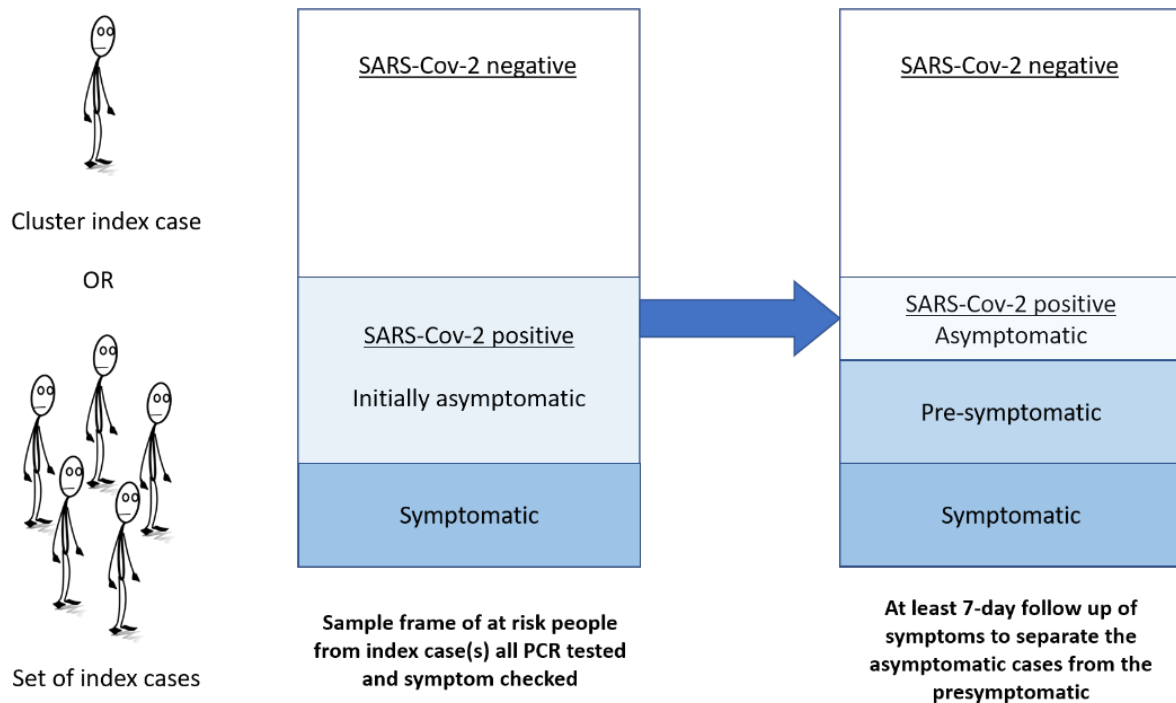 Cluster index case
OR
Set of index cases
SARS-Cov-2 negative
SARS-Cov-2 positive
Initially asymptomatic
Symptomatic
Sample frame of at risk people
from index case(s) all PCR tested
and symptom checked
SARS-Cov-2 negative
SARS-Cov-2 positive
Asymptomatic
Pre-symptomatic
Symptomatic
At least 7-day follow up of
symptoms to separate the
asymptomatic cases from the
presymptomatic